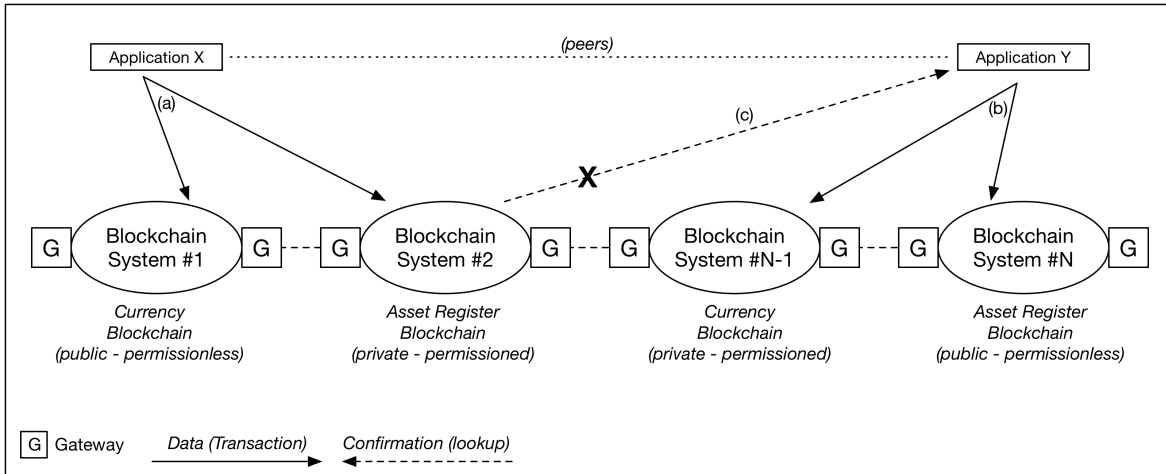 Application X
(peers)
Application Y
(a)
(c)
(b)
X
G
Blockchain
System #1
G
G
Blockchain
System #2
G
G
Blockchain
System #N-1
G
G
Blockchain
System #N
G
Currency
Blockchain
(public - permissionless)
Asset Register
Blockchain
(private - permissioned)
Currency
Blockchain
(private - permissioned)
Asset Register
Blockchain
(public - permissionless)
G Gateway
Data (Transaction)
Confirmation (lookup)